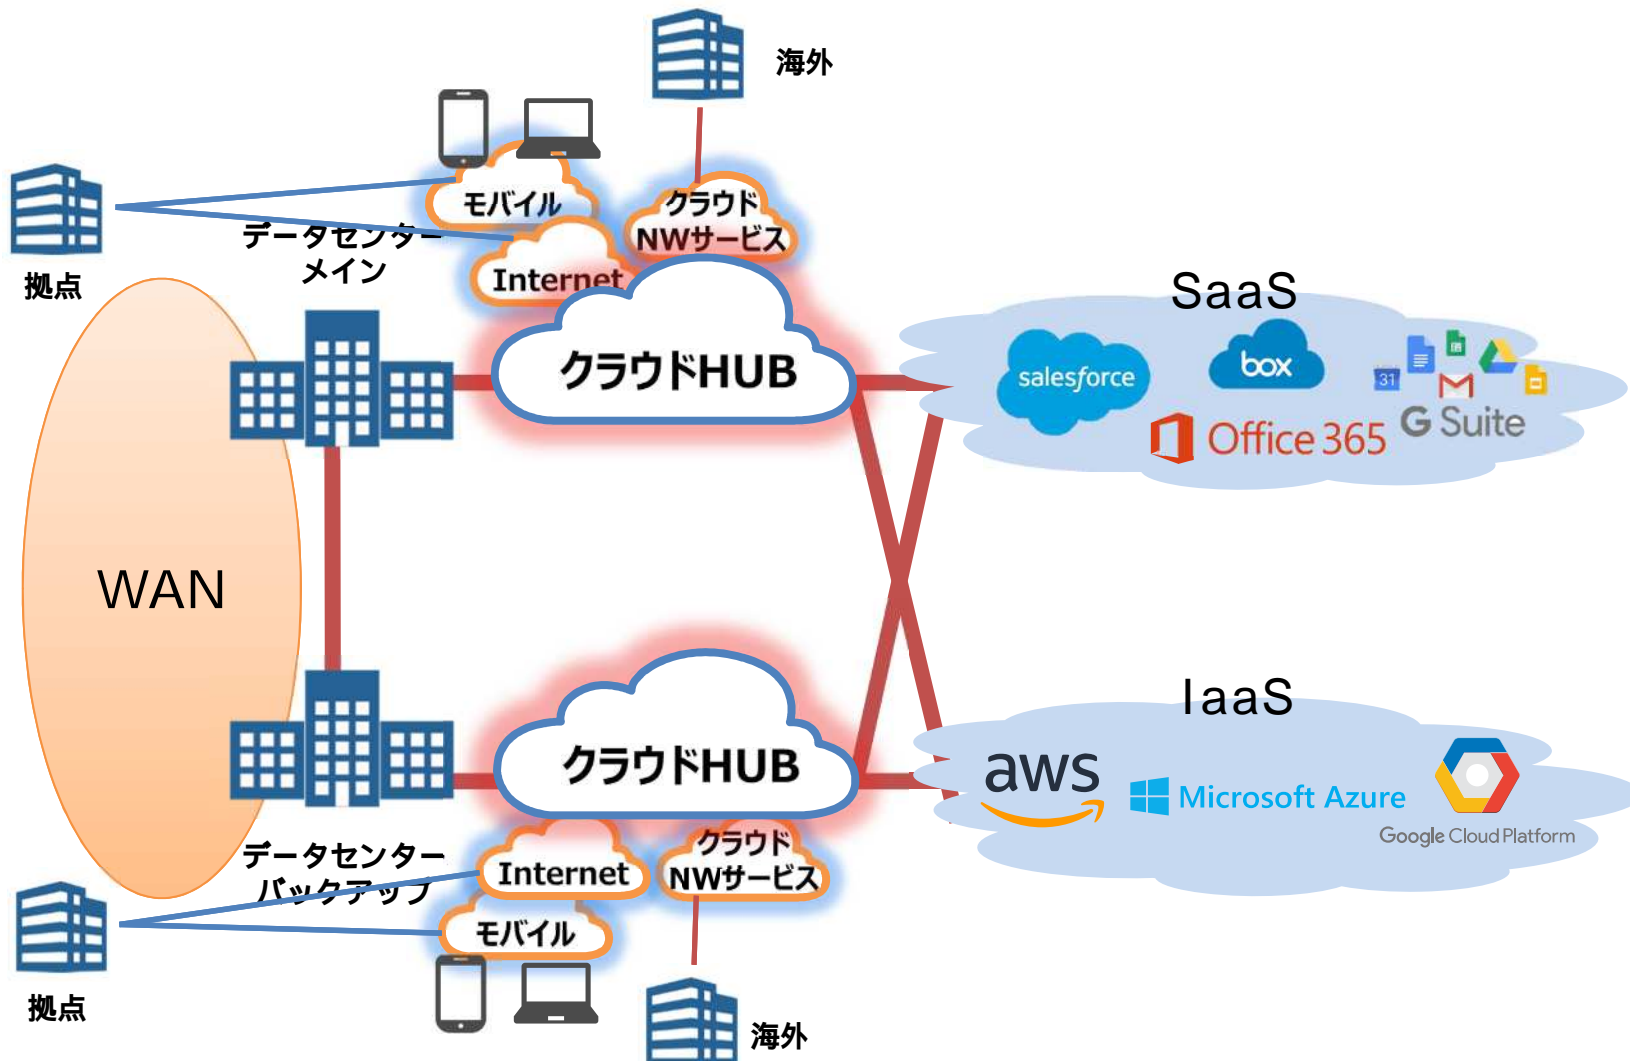 海外
モバイル
クラウド
NWサービス
データセンター
メイン
Internet
拠点
クラウドHUB
SaaS
salesforce
box
31
Office 365
G Suite
WAN
クラウドHUB
IaaS
aws
Microsoft Azure
Google Cloud Platform
データセンター
バックアップ
Internet
クラウド
NWサービス
モバイル
拠点
海外